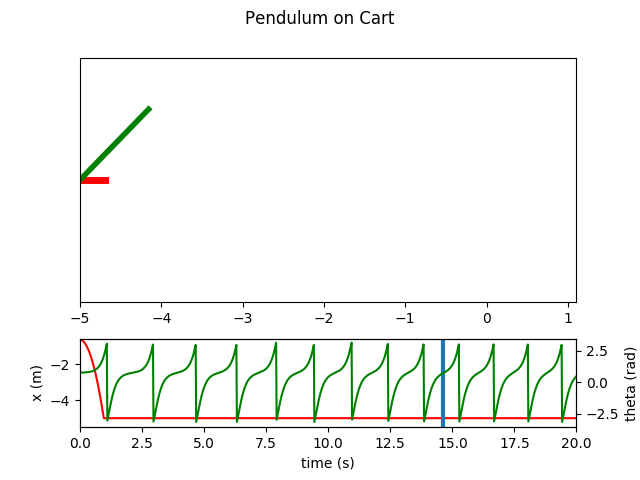 Pendulum on Cart
−5 −4 −3 −2 −1 0 1
x (m)
−2
−4
2.5
0.0
−2.5
theta (rad)
0.0 2.5 5.0 7.5 10.0 12.5 15.0 17.5 20.0
time (s)